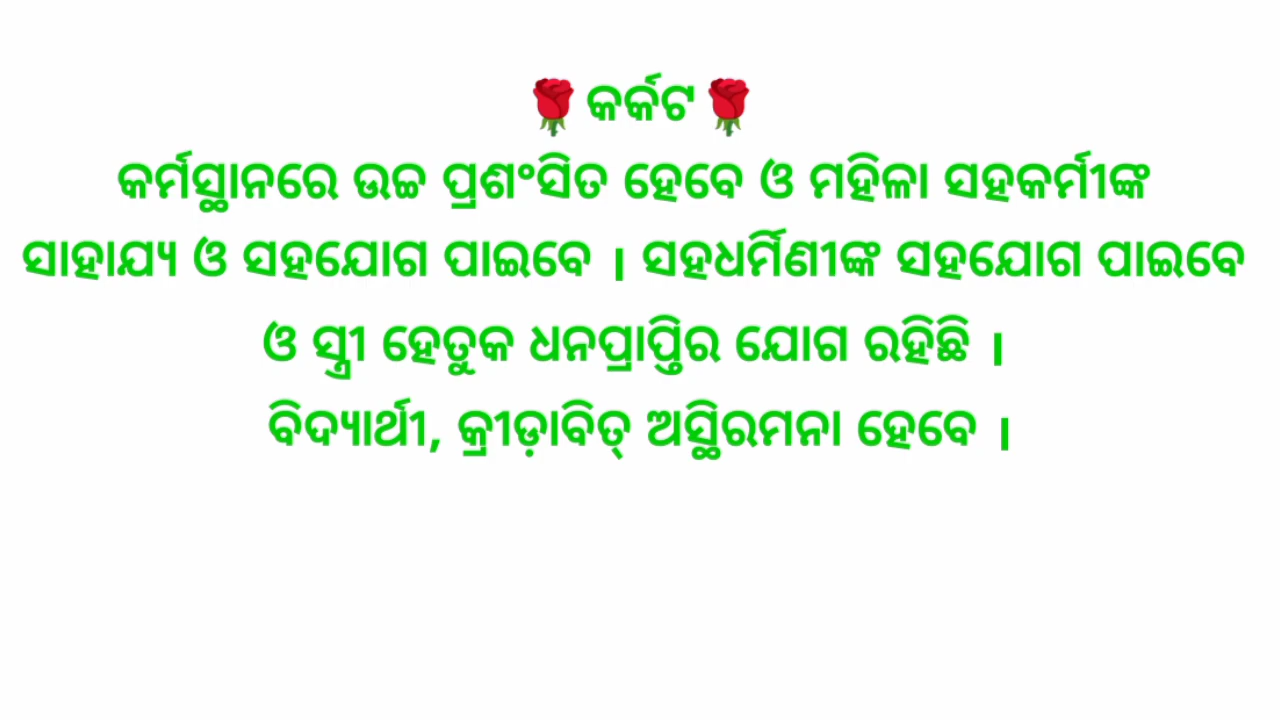 🌹କର୍କଟ🌹
କର୍ମସ୍ଥାନରେ ଉଚ୍ଚ ପ୍ରଶଂସିତ ହେବେ ଓ ମହିଳା ସହକର୍ମୀଙ୍କ
ସାହାଯ୍ୟ ଓ ସହଯୋଗ ପାଇବେ । ସହଧର୍ମିଣୀଙ୍କ ସହଯୋଗ ପାଇବେ
ଓ ସ୍ତ୍ରୀ ହେତୁକ ଧନପ୍ରାପ୍ତିର ଯୋଗ ରହିଛି ।
ବିଦ୍ୟାର୍ଥୀ, କ୍ରୀଡ଼ାବିତ୍ ଅସ୍ଥିରମନା ହେବେ ।